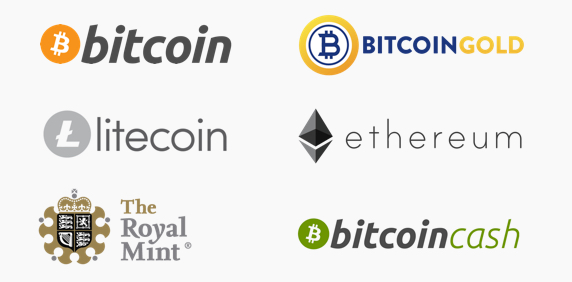 bitcoin
BITCOINGOLD
litecoin
ethereum
The
Royal
Mint®
bitcoincash